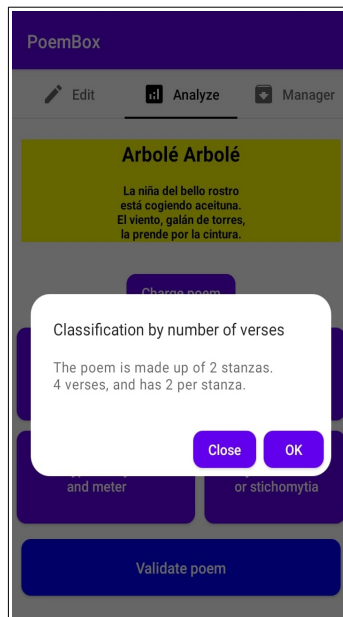 PoemBox
Edit
Analyze
Manager
Arbolé Arbolé
La niña del bello rostro
está cogiendo aceituna.
El viento, galán de torres,
la prende por la cintura.
Charge poem
Classification by number of verses
The poem is made up of 2 stanzas.
4 verses, and has 2 per stanza.
Close
OK
and meter
or stichomytia
Validate poem